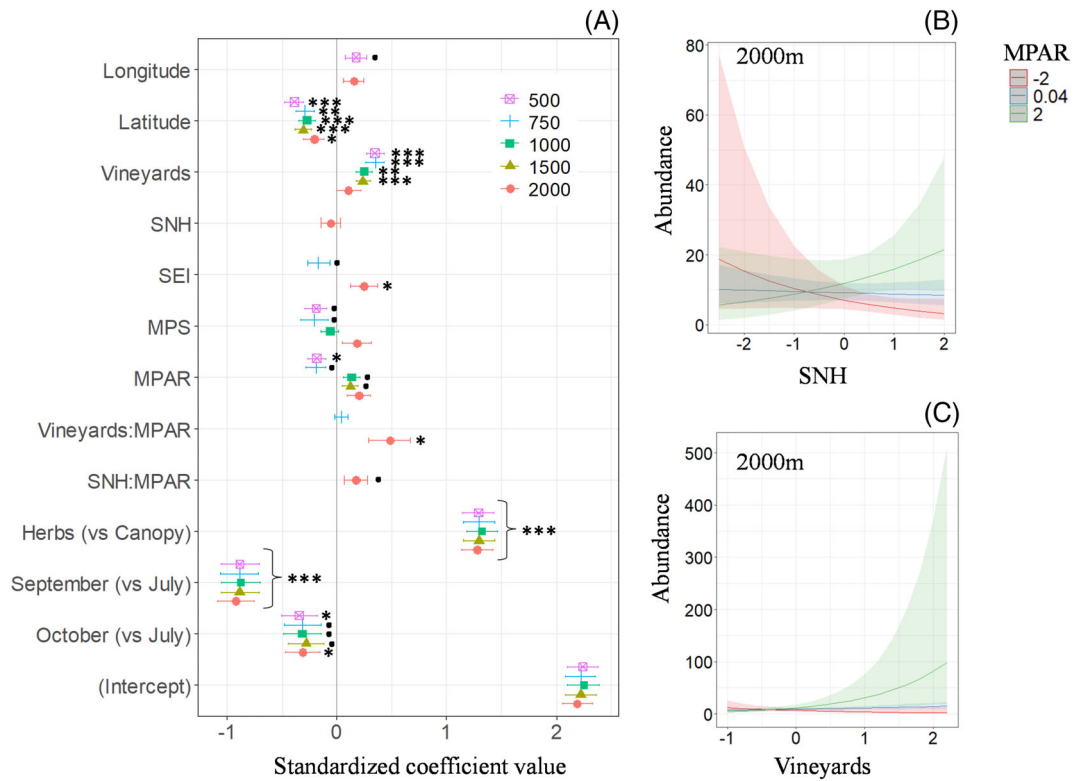 (A)
Longitude
Latitude
Vineyards
SNH
SEI
MPS
MPAR
Vineyards:MPAR
SNH:MPAR
Herbs (vs Canopy)
September (vs July)
October (vs July)
(Intercept)
***
**
***
***
*
***
***
**
***
*
*
*
***
***
*
*
500
750
1000
1500
2000
-1
0
1
2
Standardized coefficient value
(B)
2000m
Abundance
80
60
40
20
0
-2
-1
0
1
2
SNH
MPAR
-2
0.04
2
(C)
2000m
Abundance
500
400
300
200
100
0
-1
0
1
2
Vineyards